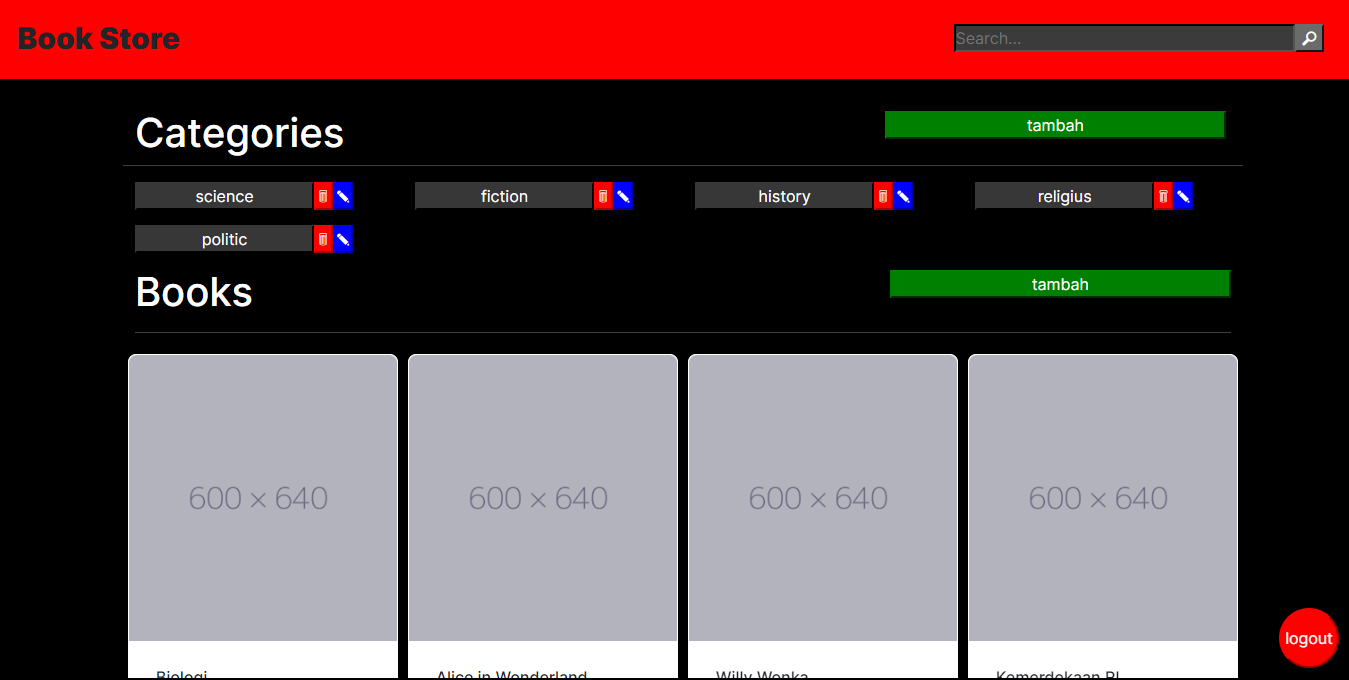 Book Store
Search...
Categories
tambah
science
fiction
history
religius
politic
Books
tambah
600 × 640
600 × 640
600 × 640
600 × 640
Biologi
Alice in Wonderland
Willy Wonka
Kemerdekaan RI
logout